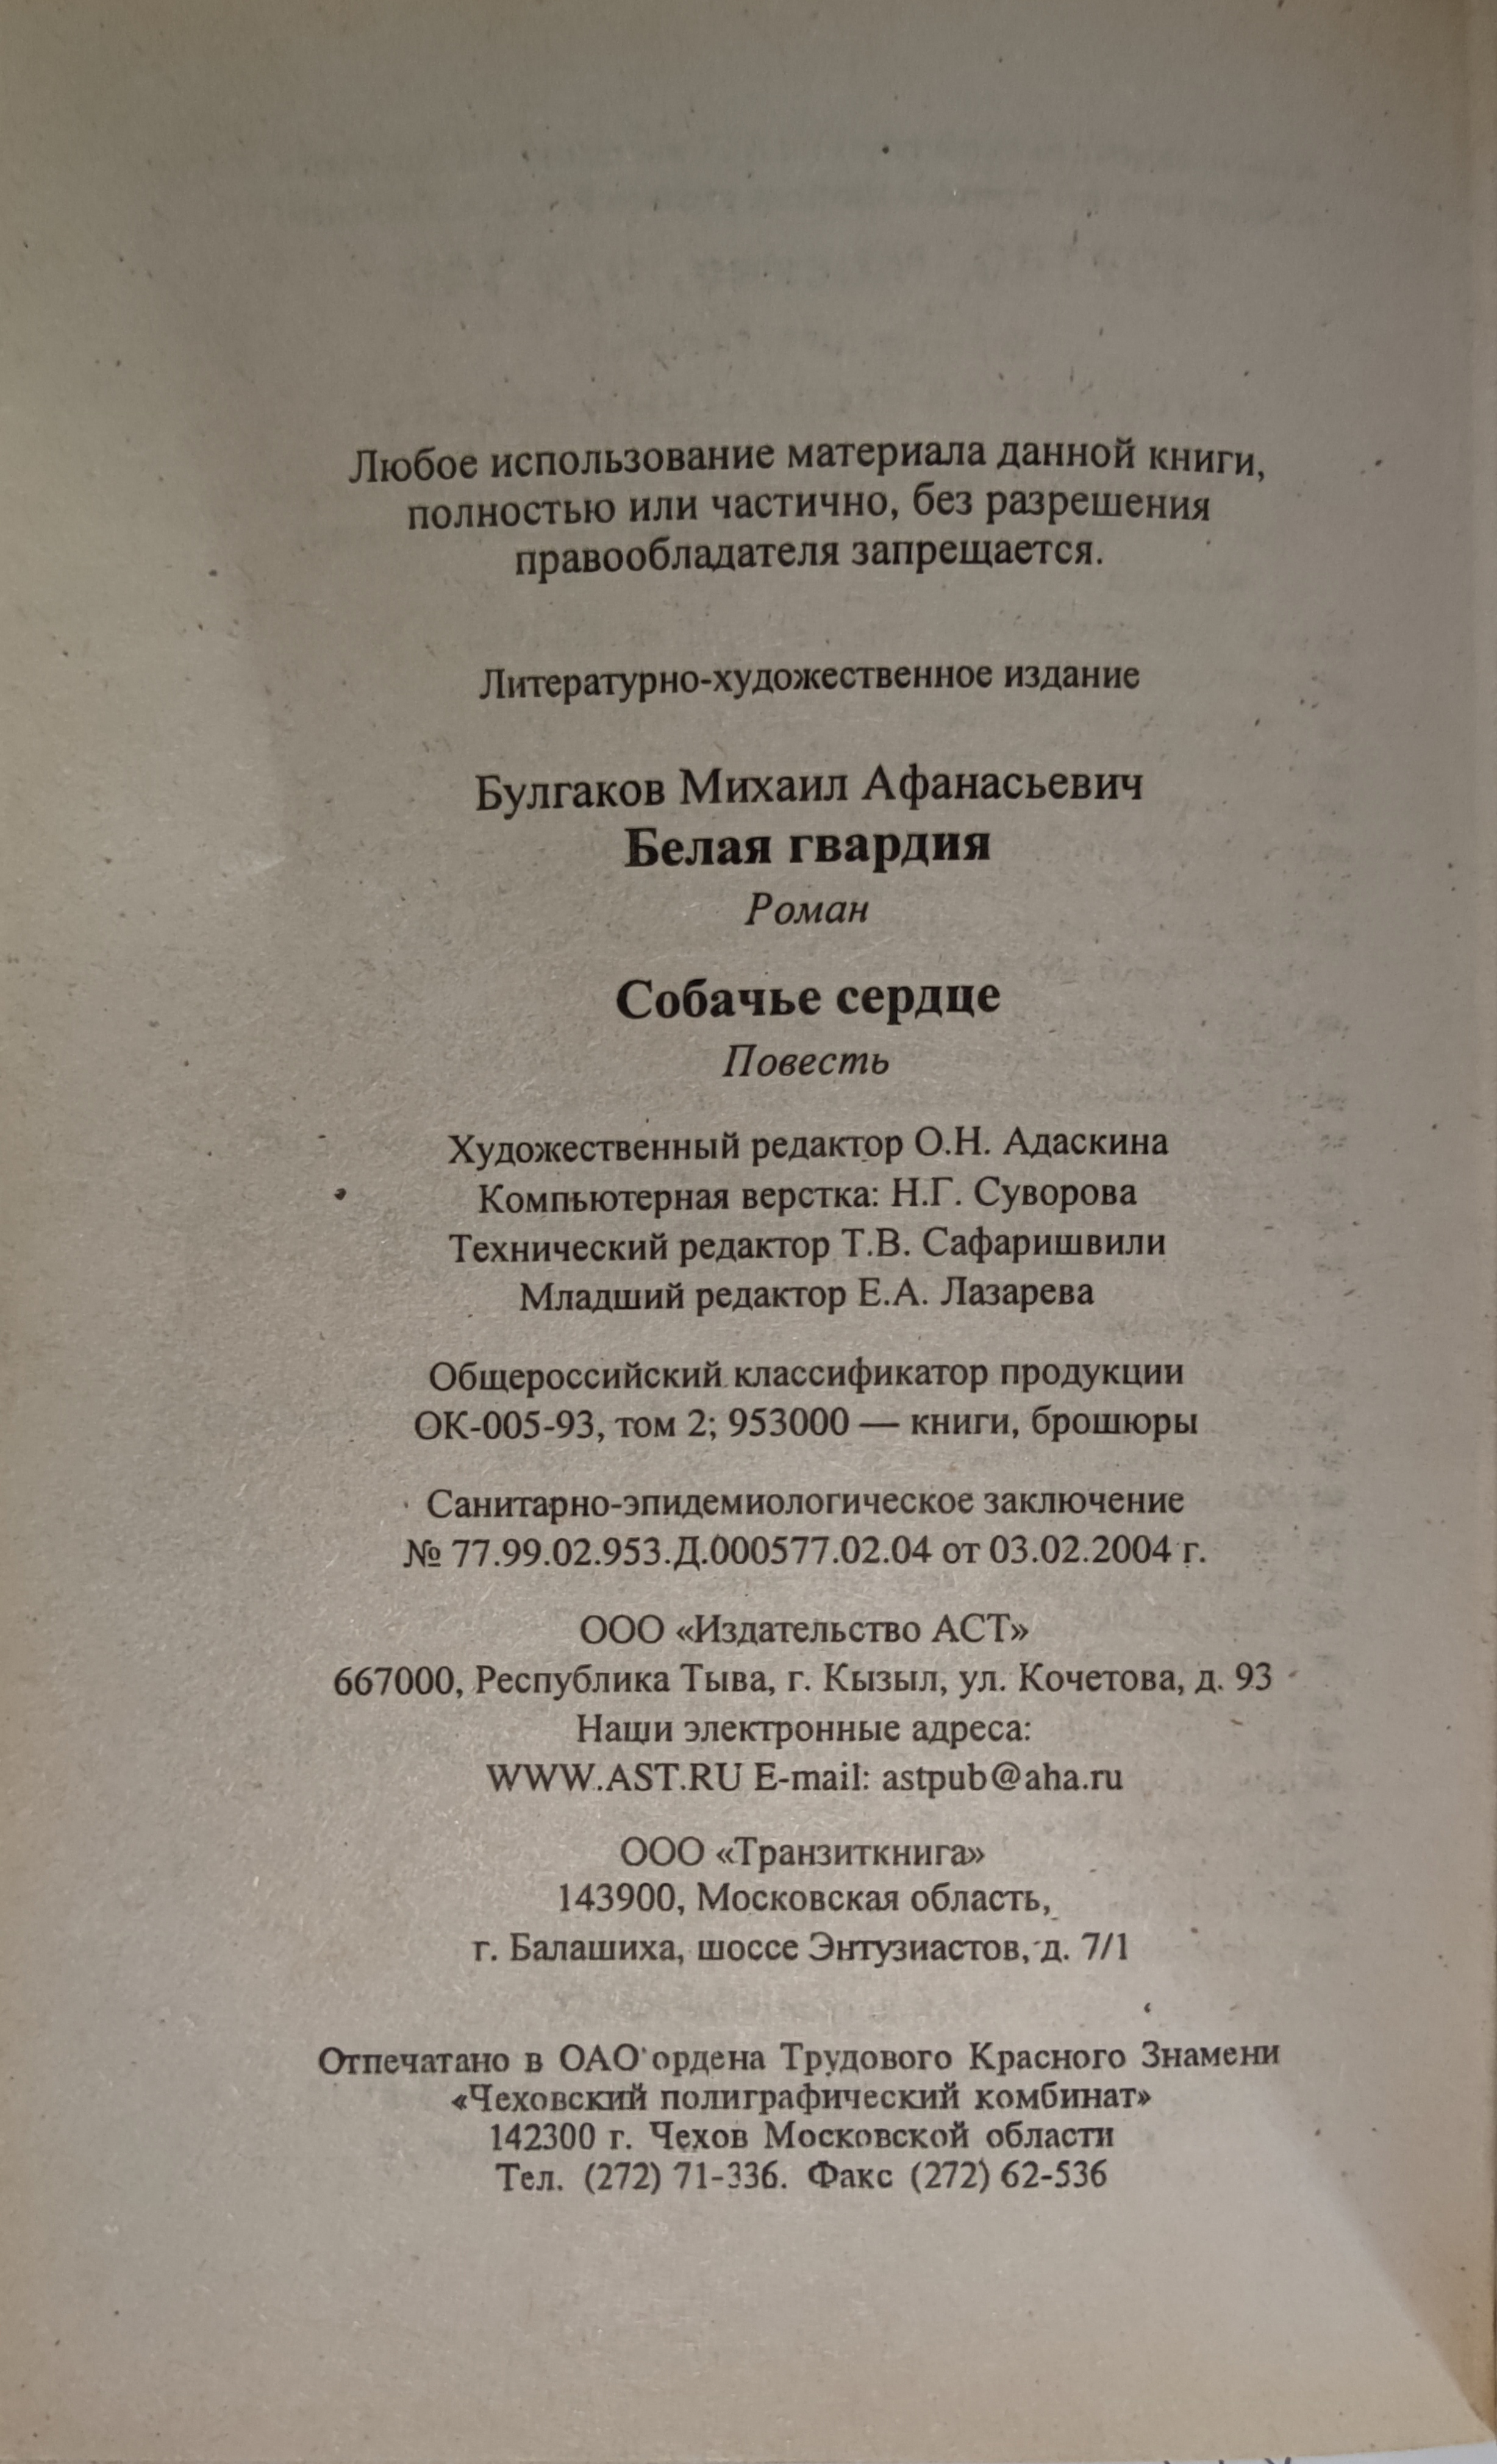 Любое использование материала данной книги,
полностью или частично, без разрешения
правообладателя запрещается.
Литературно-художественное издание
Булгаков Михаил Афанасьевич
Белая гвардия
Роман
Собачье сердце
Повесть
Художественный редактор О.Н. Адаскина
Компьютерная верстка: Н.Г. Суворова
Технический редактор Т.В. Сафаришвили
Младший редактор Е.А. Лазарева
Общероссийский классификатор продукции
ОК-005-93, том 2; 953000 — книги, брошюры
Санитарно-эпидемиологическое заключение
№ 77.99.02.953.Д.000577.02.04 от 03.02.2004 г.
ООО «Издательство АСТ»
667000, Республика Тыва, г. Кызыл, ул. Кочетова, д. 93
Наши электронные адреса:
WWW.AST.RU E-mail: astpub@aha.ru
ООО «Транзиткнига»
143900, Московская область,
г. Балашиха, шоссе Энтузиастов, д. 7/1
Отпечатано в ОАО ордена Трудового Красного Знамени
«Чеховский полиграфический комбинат»
142300 г. Чехов Московской области
Тел. (272) 71-336. Факс (272) 62-536